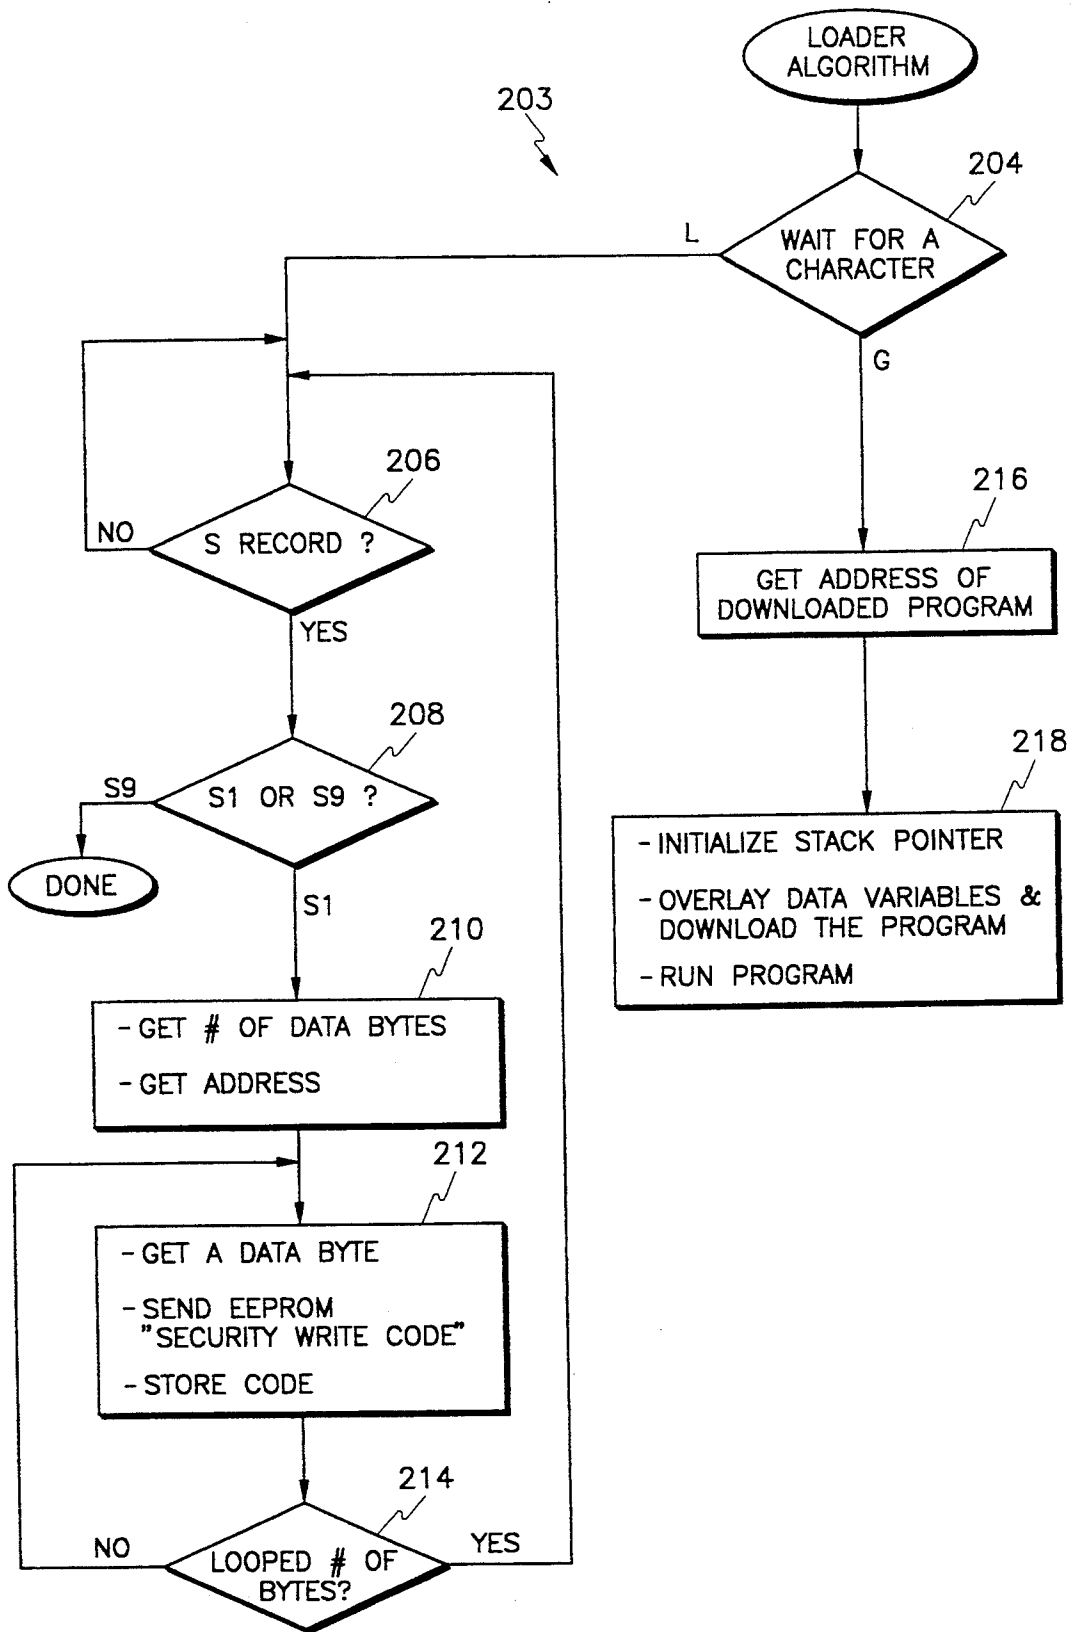 LOADER
ALGORITHM
203
204
L
WAIT FOR A
CHARACTER
G
206
NO
S RECORD ?
YES
216
GET ADDRESS OF
DOWNLOADED PROGRAM
208
S9
S1 OR S9 ?
DONE
S1
218
- INITIALIZE STACK POINTER
- OVERLAY DATA VARIABLES &
DOWNLOAD THE PROGRAM
- RUN PROGRAM
210
- GET # OF DATA BYTES
- GET ADDRESS
212
- GET A DATA BYTE
- SEND EEPROM
"SECURITY WRITE CODE"
- STORE CODE
214
NO
LOOPED # OF
BYTES?
YES